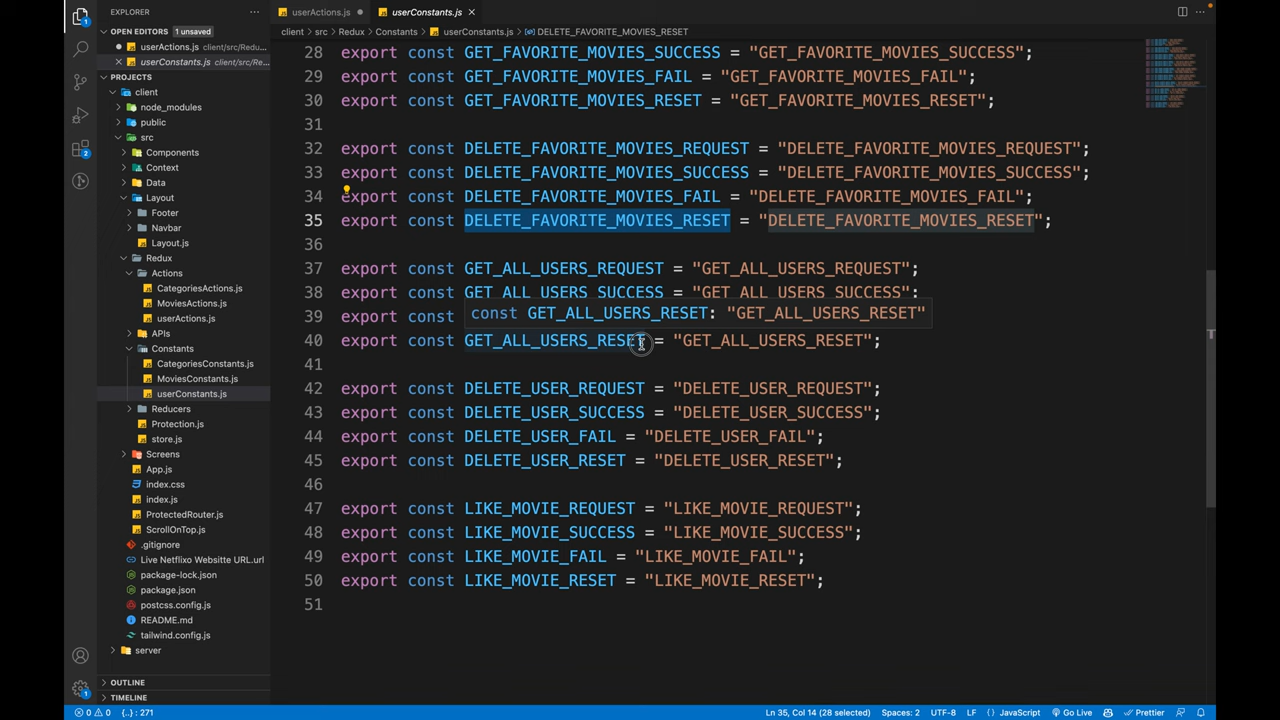 EXPLORER
OPEN EDITORS 1 unsaved
userActions.js client/src/Redu...
userConstants.js client/src/Re...
PROJECTS
client
node_modules
public
src
Components
Context
Data
Layout
Footer
Navbar
Layout.js
Redux
Actions
CategoriesActions.js
MoviesActions.js
userActions.js
APIs
Constants
CategoriesConstants.js
MoviesConstants.js
userConstants.js
Reducers
Protection.js
store.js
Screens
App.js
index.css
index.js
ProtectedRouter.js
ScrollOnTop.js
.gitignore
Live Netflixo Websitte URL.url
package-lock.json
package.json
postcss.config.js
README.md
tailwind.config.js
server
OUTLINE
TIMELINE
userActions.js
userConstants.js
client > src > Redux > Constants > userConstants.js > DELETE_FAVORITE_MOVIES_RESET
28 export const GET_FAVORITE_MOVIES_SUCCESS = "GET_FAVORITE_MOVIES_SUCCESS";
29 export const GET_FAVORITE_MOVIES_FAIL = "GET_FAVORITE_MOVIES_FAIL";
30 export const GET_FAVORITE_MOVIES_RESET = "GET_FAVORITE_MOVIES_RESET";
31
32 export const DELETE_FAVORITE_MOVIES_REQUEST = "DELETE_FAVORITE_MOVIES_REQUEST";
33 export const DELETE_FAVORITE_MOVIES_SUCCESS = "DELETE_FAVORITE_MOVIES_SUCCESS";
34 export const DELETE_FAVORITE_MOVIES_FAIL = "DELETE_FAVORITE_MOVIES_FAIL";
35 export const DELETE_FAVORITE_MOVIES_RESET = "DELETE_FAVORITE_MOVIES_RESET";
36
37 export const GET_ALL_USERS_REQUEST = "GET_ALL_USERS_REQUEST";
38 export const GET_ALL_USERS_SUCCESS = "GET_ALL_USERS_SUCCESS";
const GET_ALL_USERS_RESET: "GET_ALL_USERS_RESET"
39 export const
40 export const GET_ALL_USERS_RESET = "GET_ALL_USERS_RESET";
41
42 export const DELETE_USER_REQUEST = "DELETE_USER_REQUEST";
43 export const DELETE_USER_SUCCESS = "DELETE_USER_SUCCESS";
44 export const DELETE_USER_FAIL = "DELETE_USER_FAIL";
45 export const DELETE_USER_RESET = "DELETE_USER_RESET";
46
47 export const LIKE_MOVIE_REQUEST = "LIKE_MOVIE_REQUEST";
48 export const LIKE_MOVIE_SUCCESS = "LIKE_MOVIE_SUCCESS";
49 export const LIKE_MOVIE_FAIL = "LIKE_MOVIE_FAIL";
50 export const LIKE_MOVIE_RESET = "LIKE_MOVIE_RESET";
51
0 0 {..} : 271 Ln 35, Col 14 (28 selected) Spaces: 2 UTF-8 LF {} JavaScript Go Live Prettier